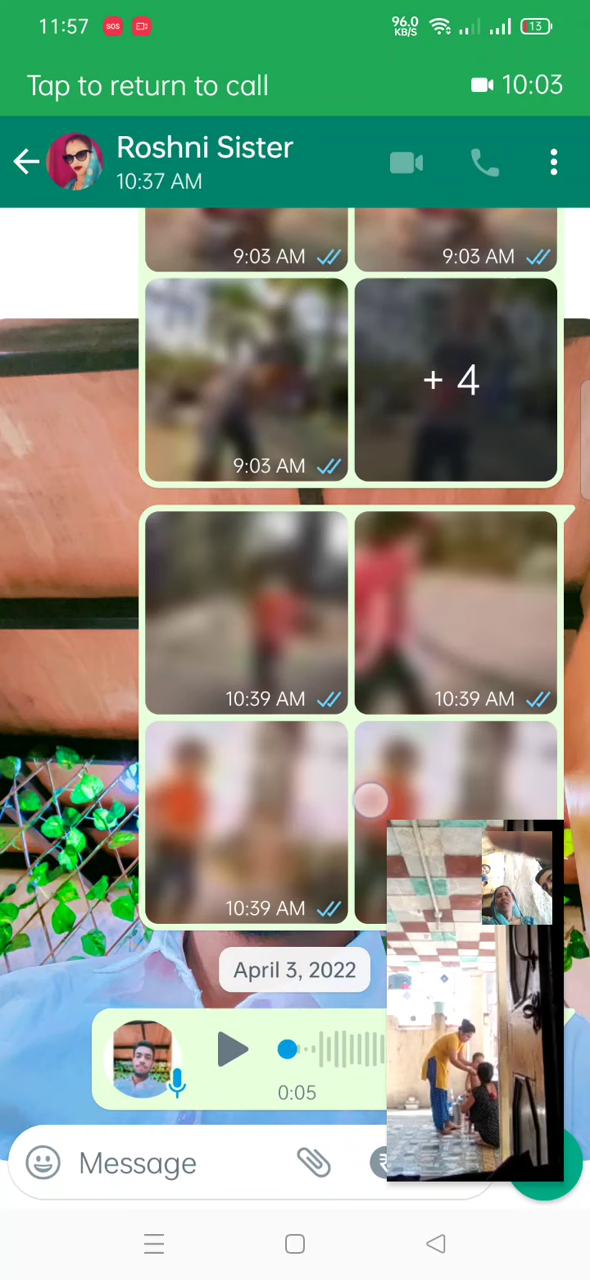 11:57 SOS 96.0 KB/S 13
Tap to return to call 10:03
Roshni Sister
10:37 AM
9:03 AM 9:03 AM
+ 4
9:03 AM
10:39 AM 10:39 AM
10:39 AM
April 3, 2022
0:05
Message ₹